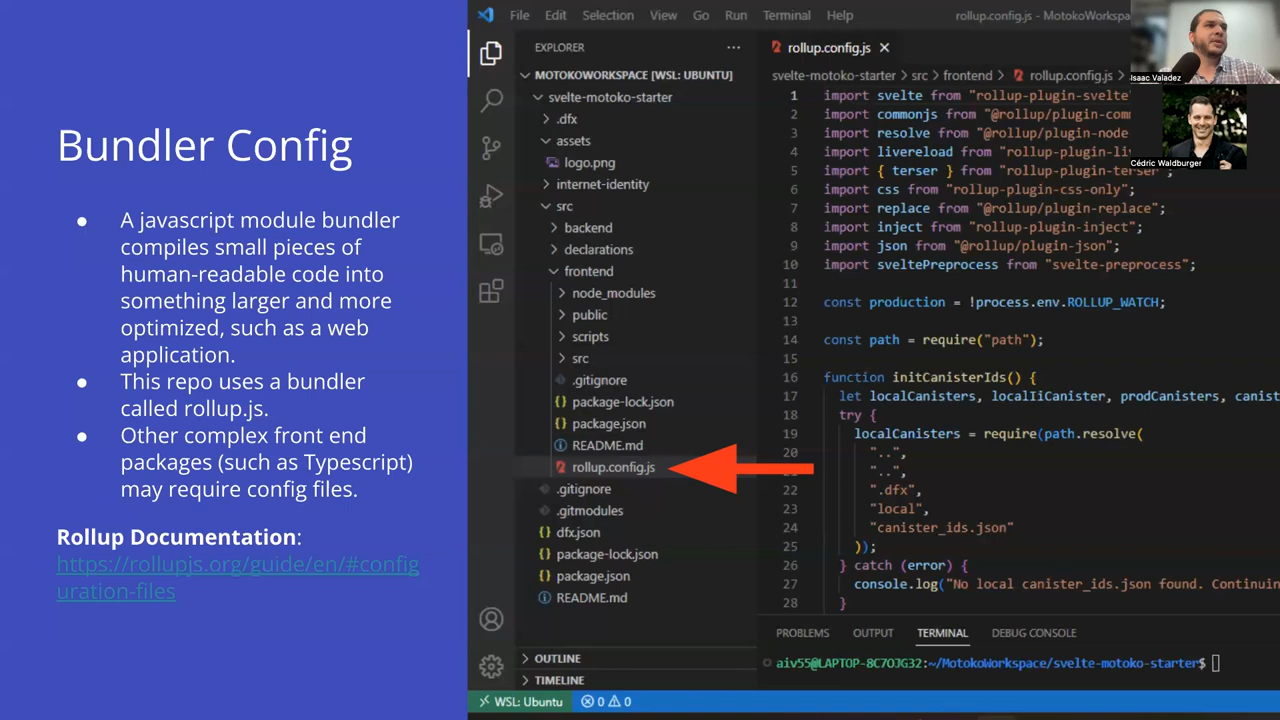 Bundler Config
● A javascript module bundler
compiles small pieces of
human-readable code into
something larger and more
optimized, such as a web
application.
● This repo uses a bundler
called rollup.js.
● Other complex front end
packages (such as Typescript)
may require config files.
Rollup Documentation:
https://rollupjs.org/guide/en/#config
uration-files
File Edit Selection View Go Run Terminal Help
rollup.config.js - MotokoWorkspace
EXPLORER
MOTOKOWORKSPACE [WSL: UBUNTU]
svelte-motoko-starter
.dfx
assets
logo.png
internet-identity
src
backend
declarations
frontend
node_modules
public
scripts
src
.gitignore
package-lock.json
package.json
README.md
rollup.config.js
.gitignore
.gitmodules
dfx.json
package-lock.json
package.json
README.md
OUTLINE
TIMELINE
rollup.config.js
svelte-motoko-starter > src > frontend > rollup.config.js >
1 import svelte from "rollup-plugin-svelte"
2 import commonjs from "@rollup/plugin-com
3 import resolve from "@rollup/plugin-node
4 import livereload from "rollup-plugin-li
5 import { terser } from "rollup-plugin-terser";
6 import css from "rollup-plugin-css-only";
7 import replace from "@rollup/plugin-replace";
8 import inject from "rollup-plugin-inject";
9 import json from "@rollup/plugin-json";
10 import sveltePreprocess from "svelte-preprocess";
11
12 const production = !process.env.ROLLUP_WATCH;
13
14 const path = require("path");
15
16 function initCanisterIds() {
17 let localCanisters, localIiCanister, prodCanisters, canist
18 try {
19 localCanisters = require(path.resolve(
20 "..",
"..",
22 ".dfx",
23 "local",
24 "canister_ids.json"
25 ));
26 } catch (error) {
27 console.log("No local canister_ids.json found. Continuin
28 }
PROBLEMS OUTPUT TERMINAL DEBUG CONSOLE
aiv55@LAPTOP-8C7OJG32:~/MotokoWorkspace/svelte-motoko-starter$
WSL: Ubuntu 0 0
Isaac Valadez
Cédric Waldburger